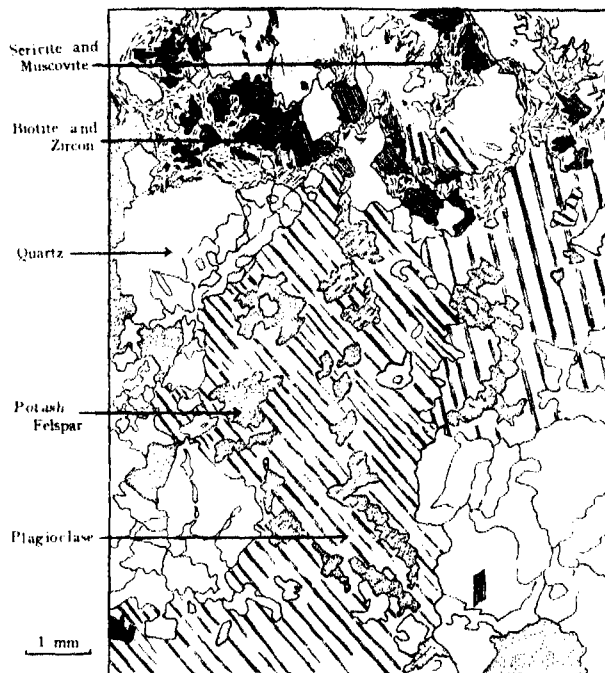 Sericite and
Muscovite
Biotite and
Zircon
Quartz
Potash
Felspar
Plagioclase
1 mm